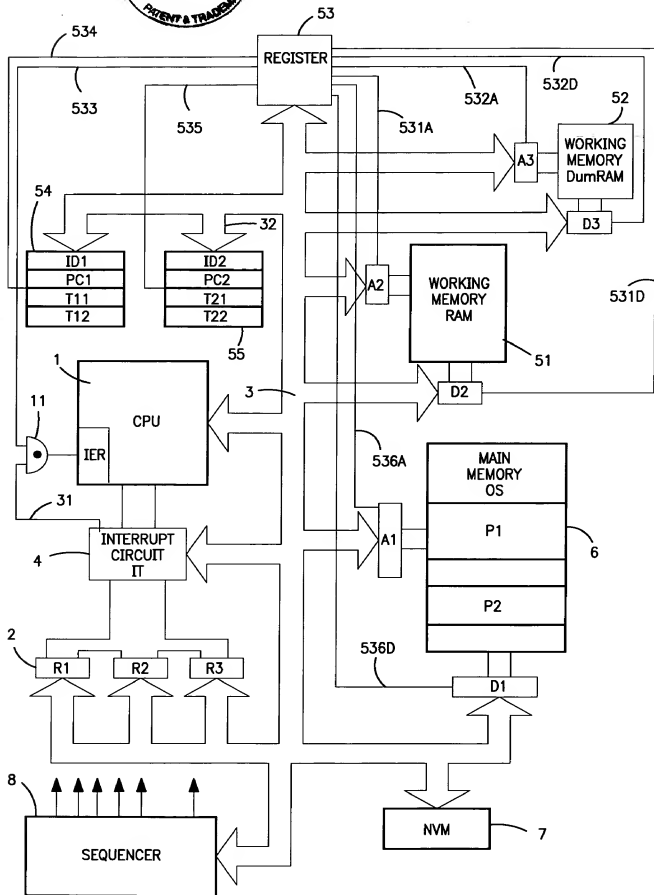 PATENT & TRADEM
534
533
535
53
REGISTER
532A
532D
531A
52
A3
WORKING
MEMORY
DumRAM
D3
54
32
ID1
PC1
T11
T12
ID2
PC2
T21
T22
55
A2
WORKING
MEMORY
RAM
51
531D
D2
1
CPU
IER
11
3
31
536A
MAIN
MEMORY
OS
P1
P2
6
A1
4
INTERRUPT
CIRCUIT
IT
2
R1
R2
R3
536D
D1
8
SEQUENCER
NVM
7